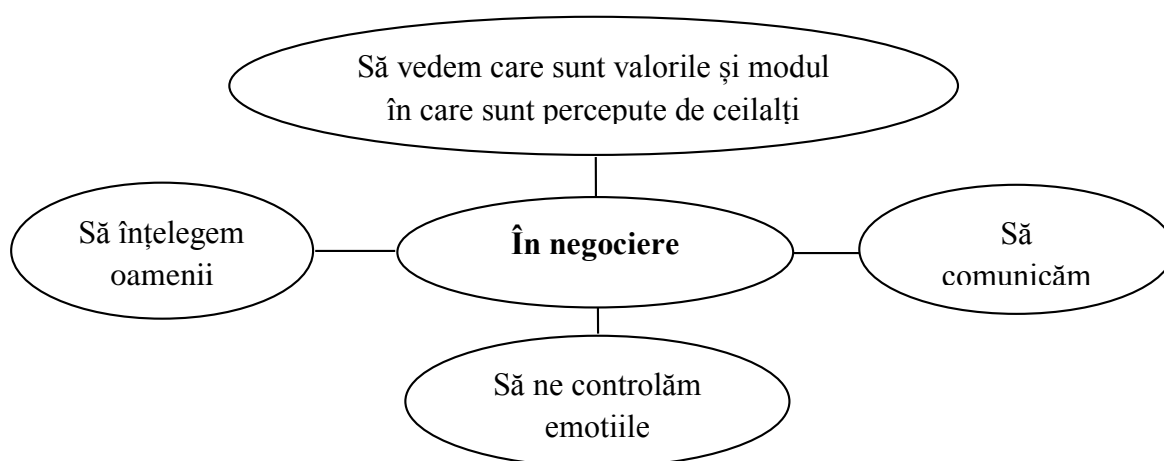 Să vedem care sunt valorile și modul
în care sunt percepute de ceilalți
Să înțelegem
oamenii
În negociere
Să
comunicăm
Să ne controlăm
emotiile